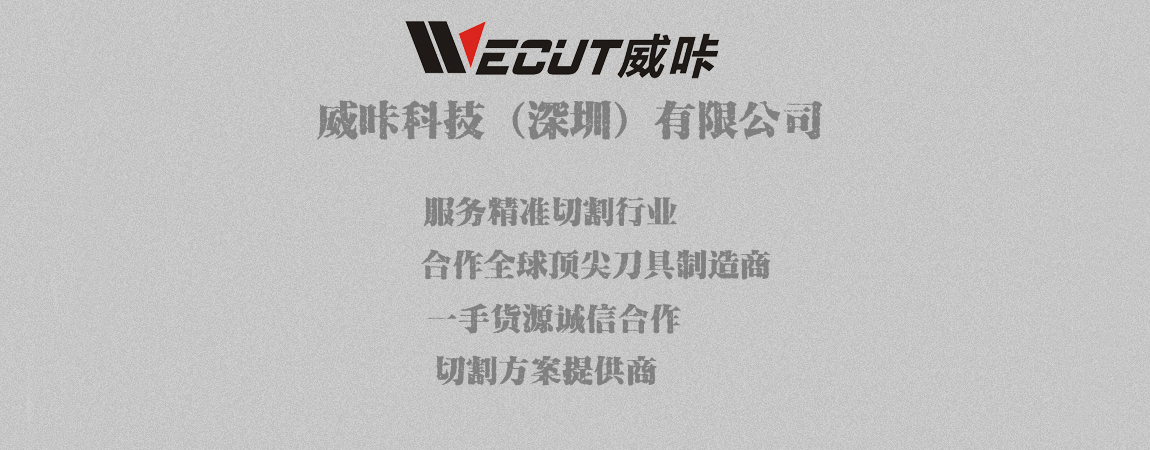 WECUT威咔
威咔科技（深圳）有限公司
服务精准切割行业
合作全球顶尖刀具制造商
一手货源诚信合作
切割方案提供商